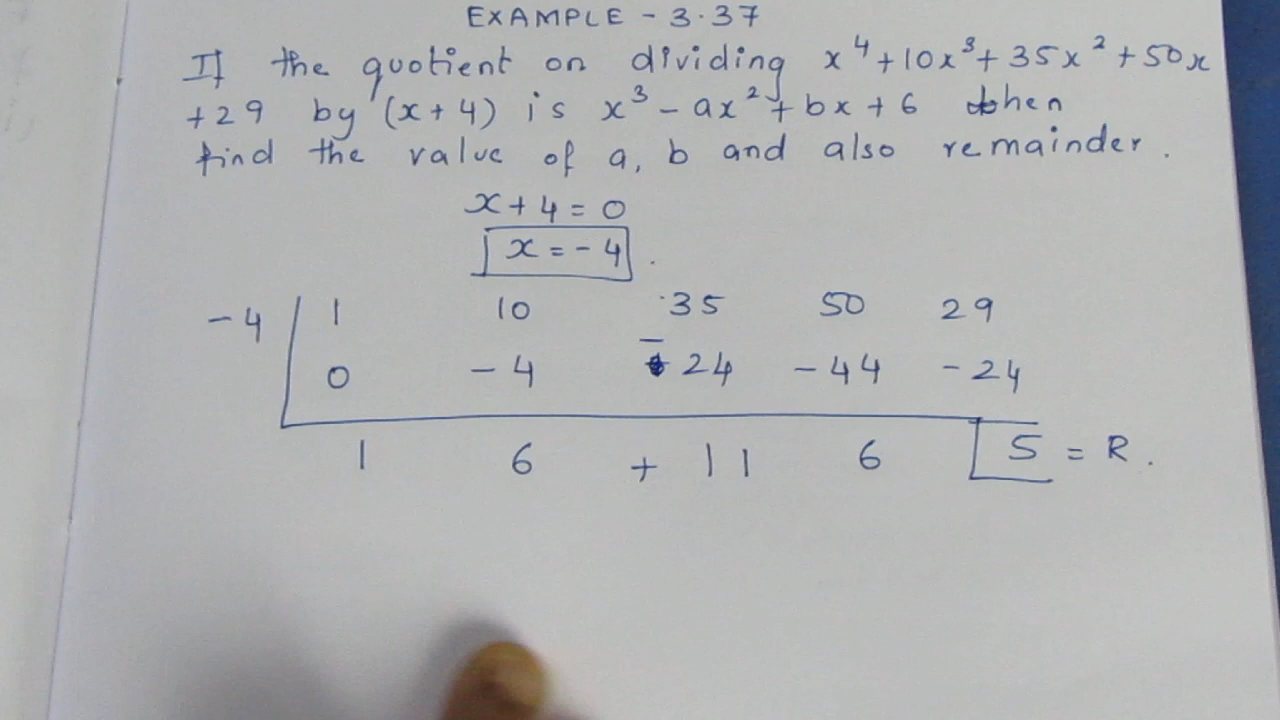 EXAMPLE - 3.37
If the quotient on dividing x⁴+10x³+35x²+50x
+29 by (x+4) is x³-ax²+bx+6 then
find the value of a, b and also remainder.
x+4=0
x=-4.
-4 | 1 10 35 50 29
0 -4 -24 -44 -24
1 6 +11 6 5 = R.